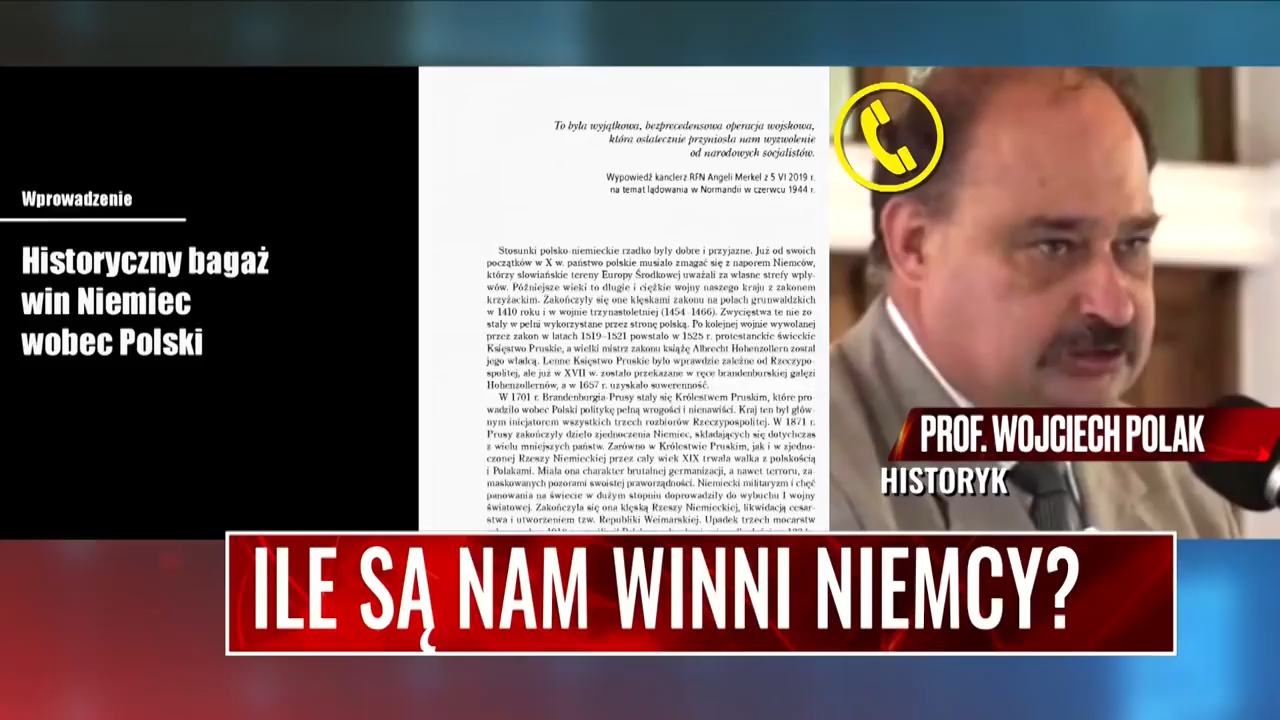 Wprowadzenie
Historyczny bagaż
win Niemiec
wobec Polski
To była wyjątkowa, bezprecedensowa operacja wojskowa,
która ostatecznie przyniosła nam wyzwolenie
od narodowych socjalistów.
Wypowiedź kanclerz RFN Angeli Merkel z 5 VI 2019 r.
na temat lądowania w Normandii w czerwcu 1944 r.
Stosunki polsko-niemieckie rzadko były dobre i przyjazne. Już od swoich
początków w X w. państwo polskie musiało zmagać się z naporem Niemców,
którzy słowiańskie tereny Europy Środkowej uważali za własne strefy wpły-
wów. Późniejsze wieki to długie i ciężkie wojny naszego kraju z zakonem
krzyżackim. Zakończyły się one klęskami zakonu na polach grunwaldzkich
w 1410 roku i w wojnie trzynastoletniej (1454–1466). Zwycięstwa te nie zo-
stały w pełni wykorzystane przez stronę polską. Po kolejnej wojnie wywołanej
przez zakon w latach 1519–1521 powstało w 1525 r. protestanckie świeckie
Księstwo Pruskie, a wielki mistrz zakonu książę Albrecht Hohenzollern został
jego władcą. Lenne Księstwo Pruskie było wprawdzie zależne od Rzeczypo-
spolitej, ale już w XVII w. zostało przekazane w ręce brandenburskiej gałęzi
Hohenzollernów, a w 1657 r. uzyskało suwerenność.
W 1701 r. Brandenburgia-Prusy stały się Królestwem Pruskim, które pro-
wadziło wobec Polski politykę pełną wrogości i nienawiści. Kraj ten był głów-
nym inicjatorem wszystkich trzech rozbiorów Rzeczypospolitej. W 1871 r.
Prusy zakończyły dzieło zjednoczenia Niemiec, składających się dotychczas
z wielu mniejszych państw. Zarówno w Królestwie Pruskim, jak i w zjedno-
czonej Rzeszy Niemieckiej przez cały wiek XIX trwała walka z polskością
i Polakami. Miała ona charakter brutalnej germanizacji, a nawet terroru, za-
maskowanych pozorami swoistej praworządności. Niemiecki militaryzm i chęć
panowania na świecie w dużym stopniu doprowadziły do wybuchu I wojny
światowej. Zakończyła się ona klęską Rzeszy Niemieckiej, likwidacją cesar-
stwa i utworzeniem tzw. Republiki Weimarskiej. Upadek trzech mocarstw
PROF. WOJCIECH POLAK
HISTORYK
ILE SĄ NAM WINNI NIEMCY?